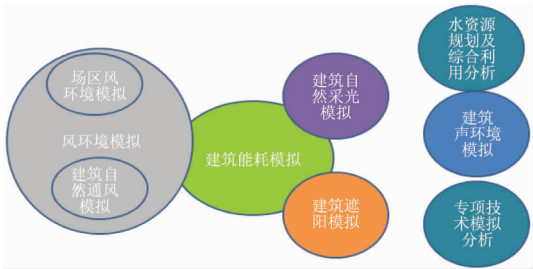 场区风
环境模拟
风环境模拟
建筑自
然通风
模拟
建筑能耗模拟
建筑自
然采光
模拟
建筑遮
阳模拟
水资源
规划及
综合利
用分析
建筑
声环境
模拟
专项技
术模拟
分析